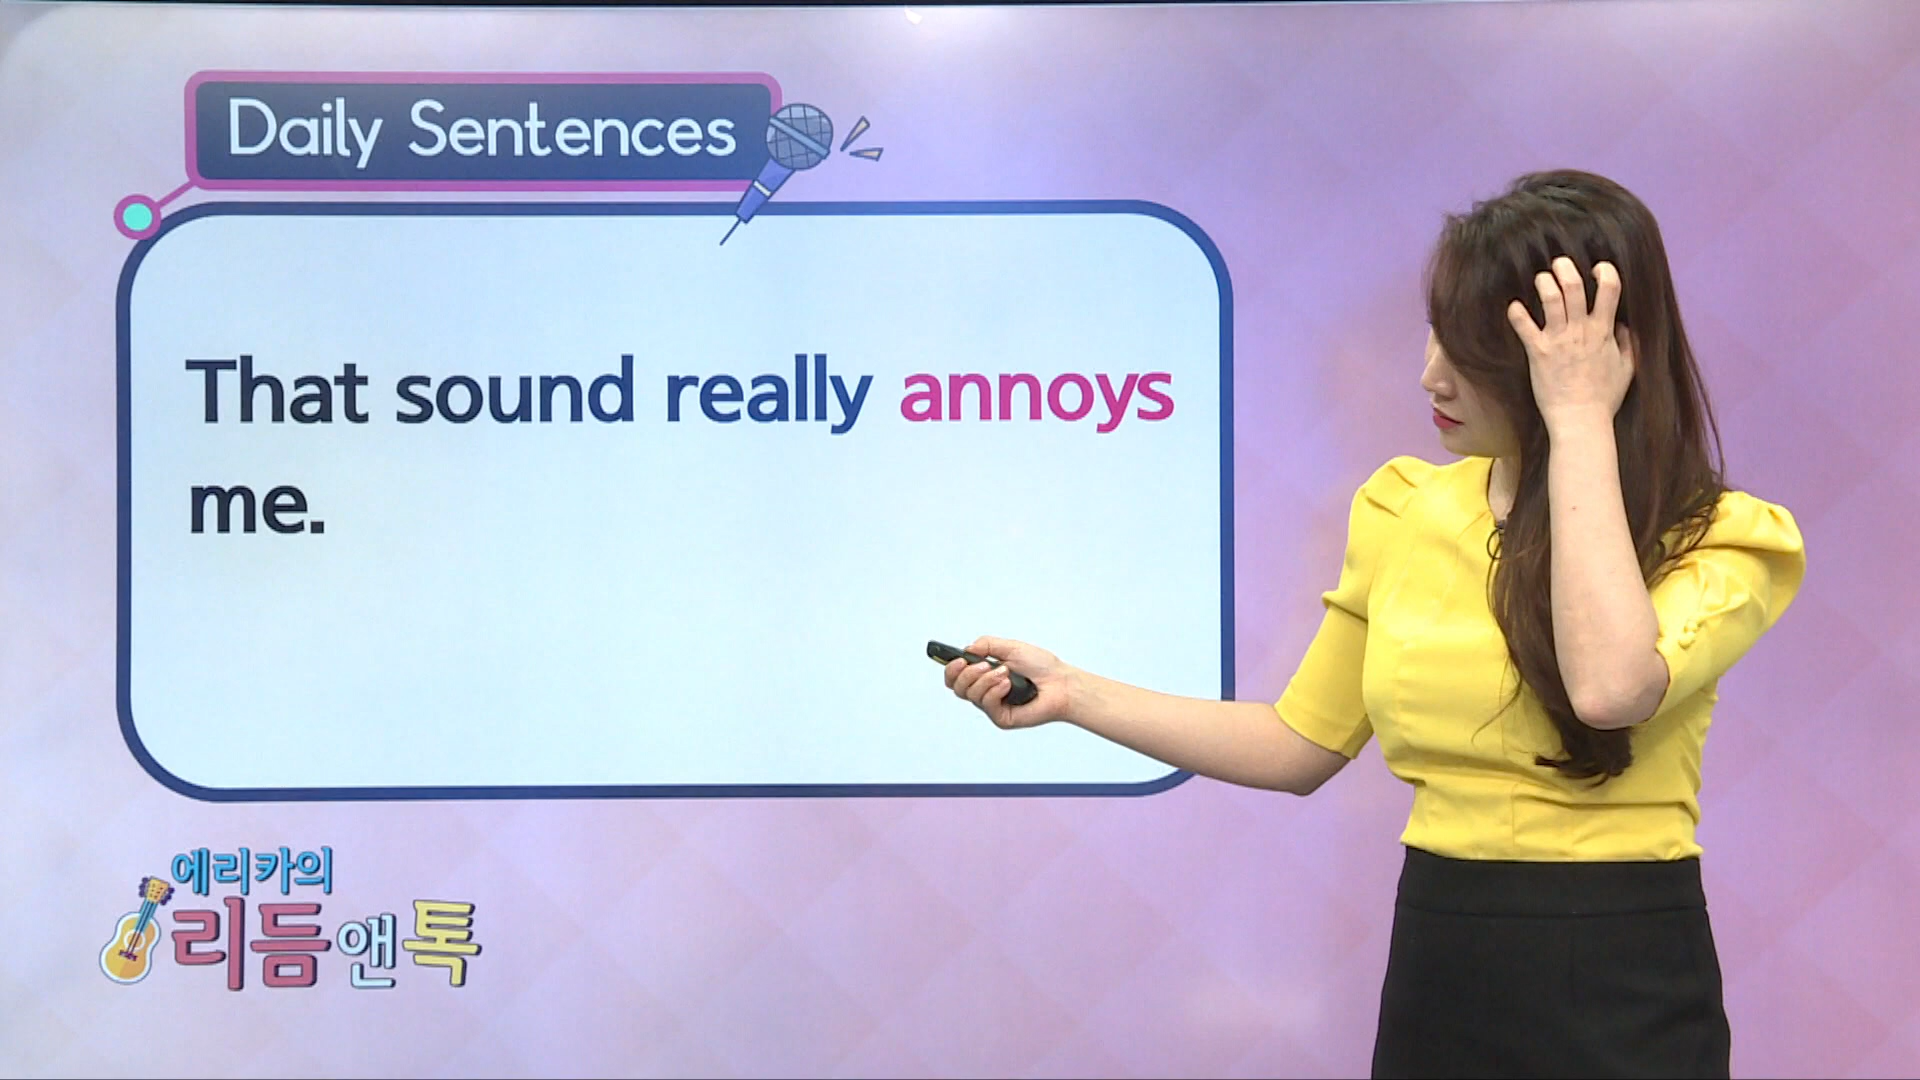 Daily Sentences
That sound really annoys
me.
에리카의
리듬앤톡